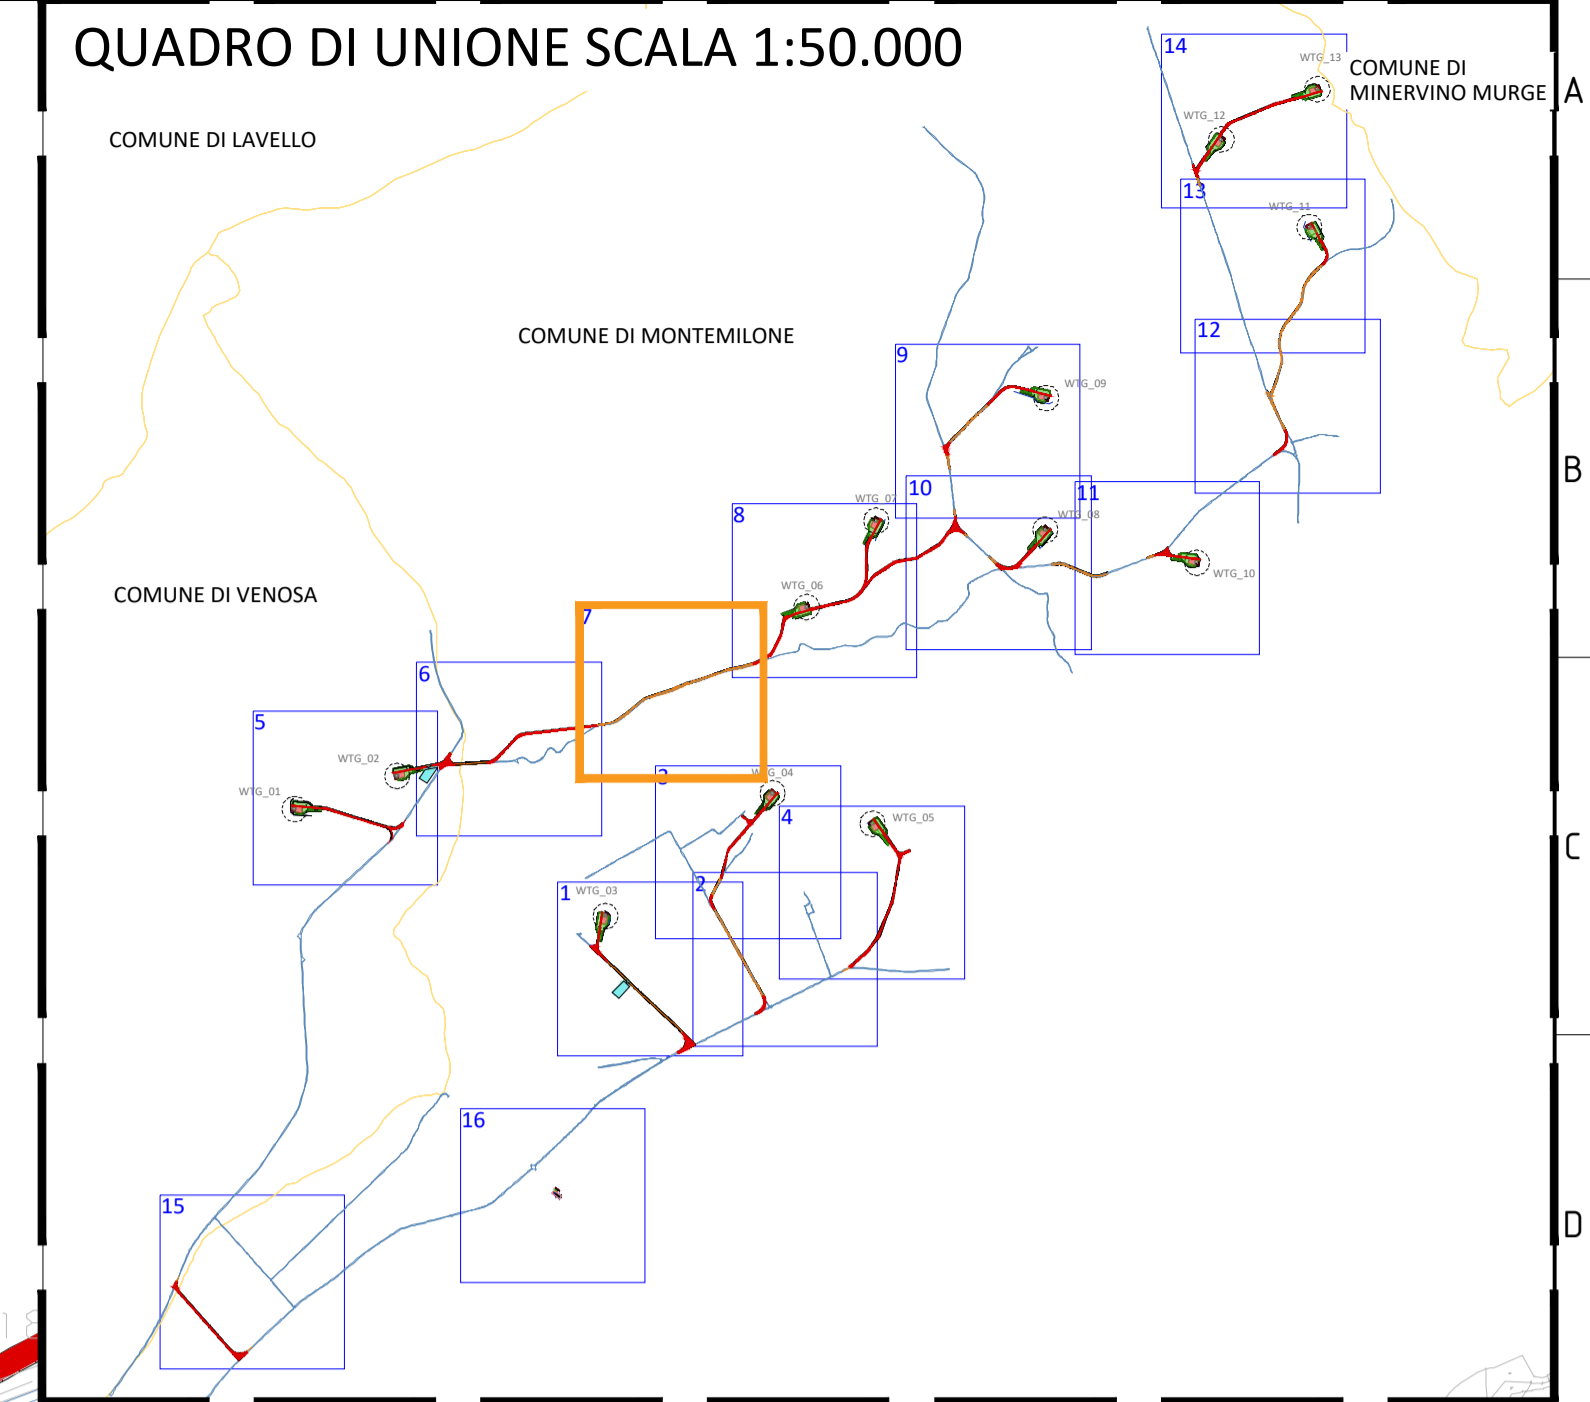 QUADRO DI UNIONE SCALA 1:50.000
14
WTG_13
COMUNE DI
MINERVINO MURGE
A
WTG_12
COMUNE DI LAVELLO
13
WTG_11
COMUNE DI MONTEMILONE
12
9
WTG_09
B
10
11
WTG_07
8
WTG_08
WTG_10
WTG_06
COMUNE DI VENOSA
7
6
5
WTG_02
WTG_01
3
WTG_04
4
WTG_05
C
2
1
WTG_03
16
15
D
18